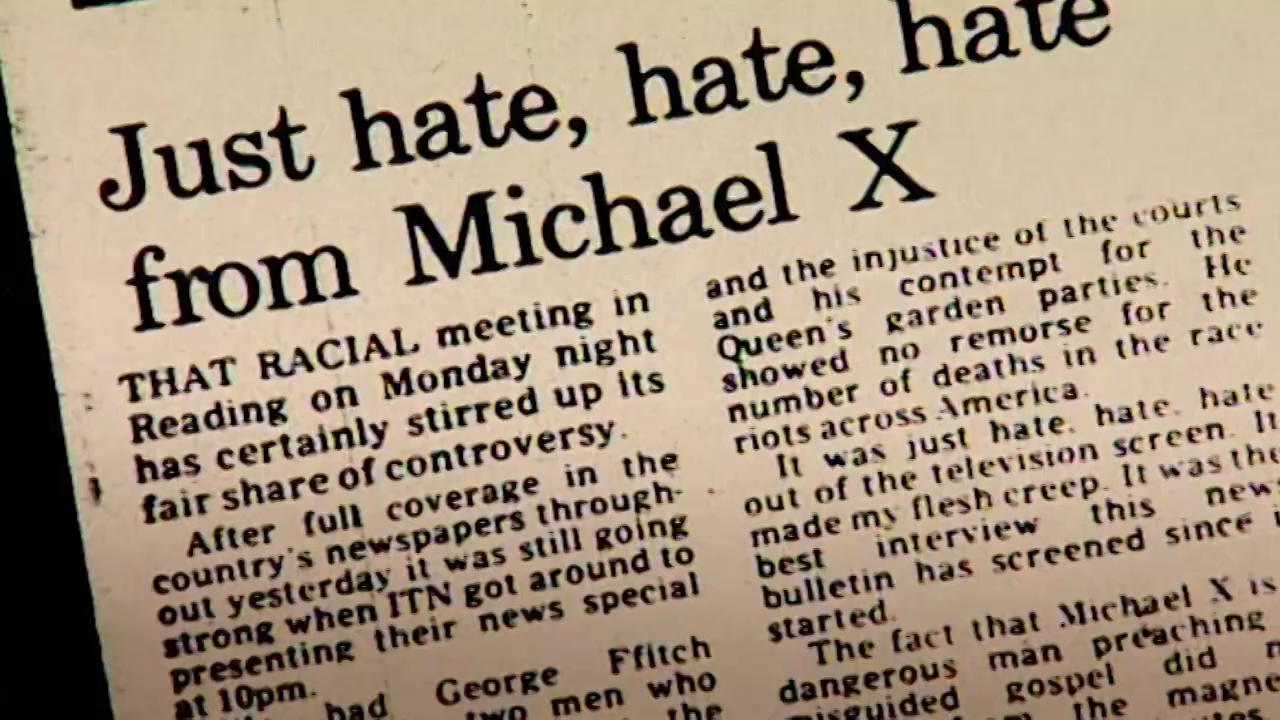 Just hate, hate, hate
from Michael X
THAT RACIAL meeting in
Reading on Monday night
has certainly stirred up its
fair share of controversy.
After full coverage in the
country's newspapers through-
out yesterday it was still going
strong when ITN got around to
presenting their news special
at 10pm.
had George Ffitch
two men who
the
and the injustice of the courts
and his contempt for the
Queen's garden parties. He
showed no remorse for the
number of deaths in the race
riots across America.
It was just hate, hate, hate
out of the television screen. It
made my flesh creep. It was the
best interview this news
bulletin has screened since i
started.
The fact that Michael X is
dangerous man preaching
misguided gospel did
from the magne